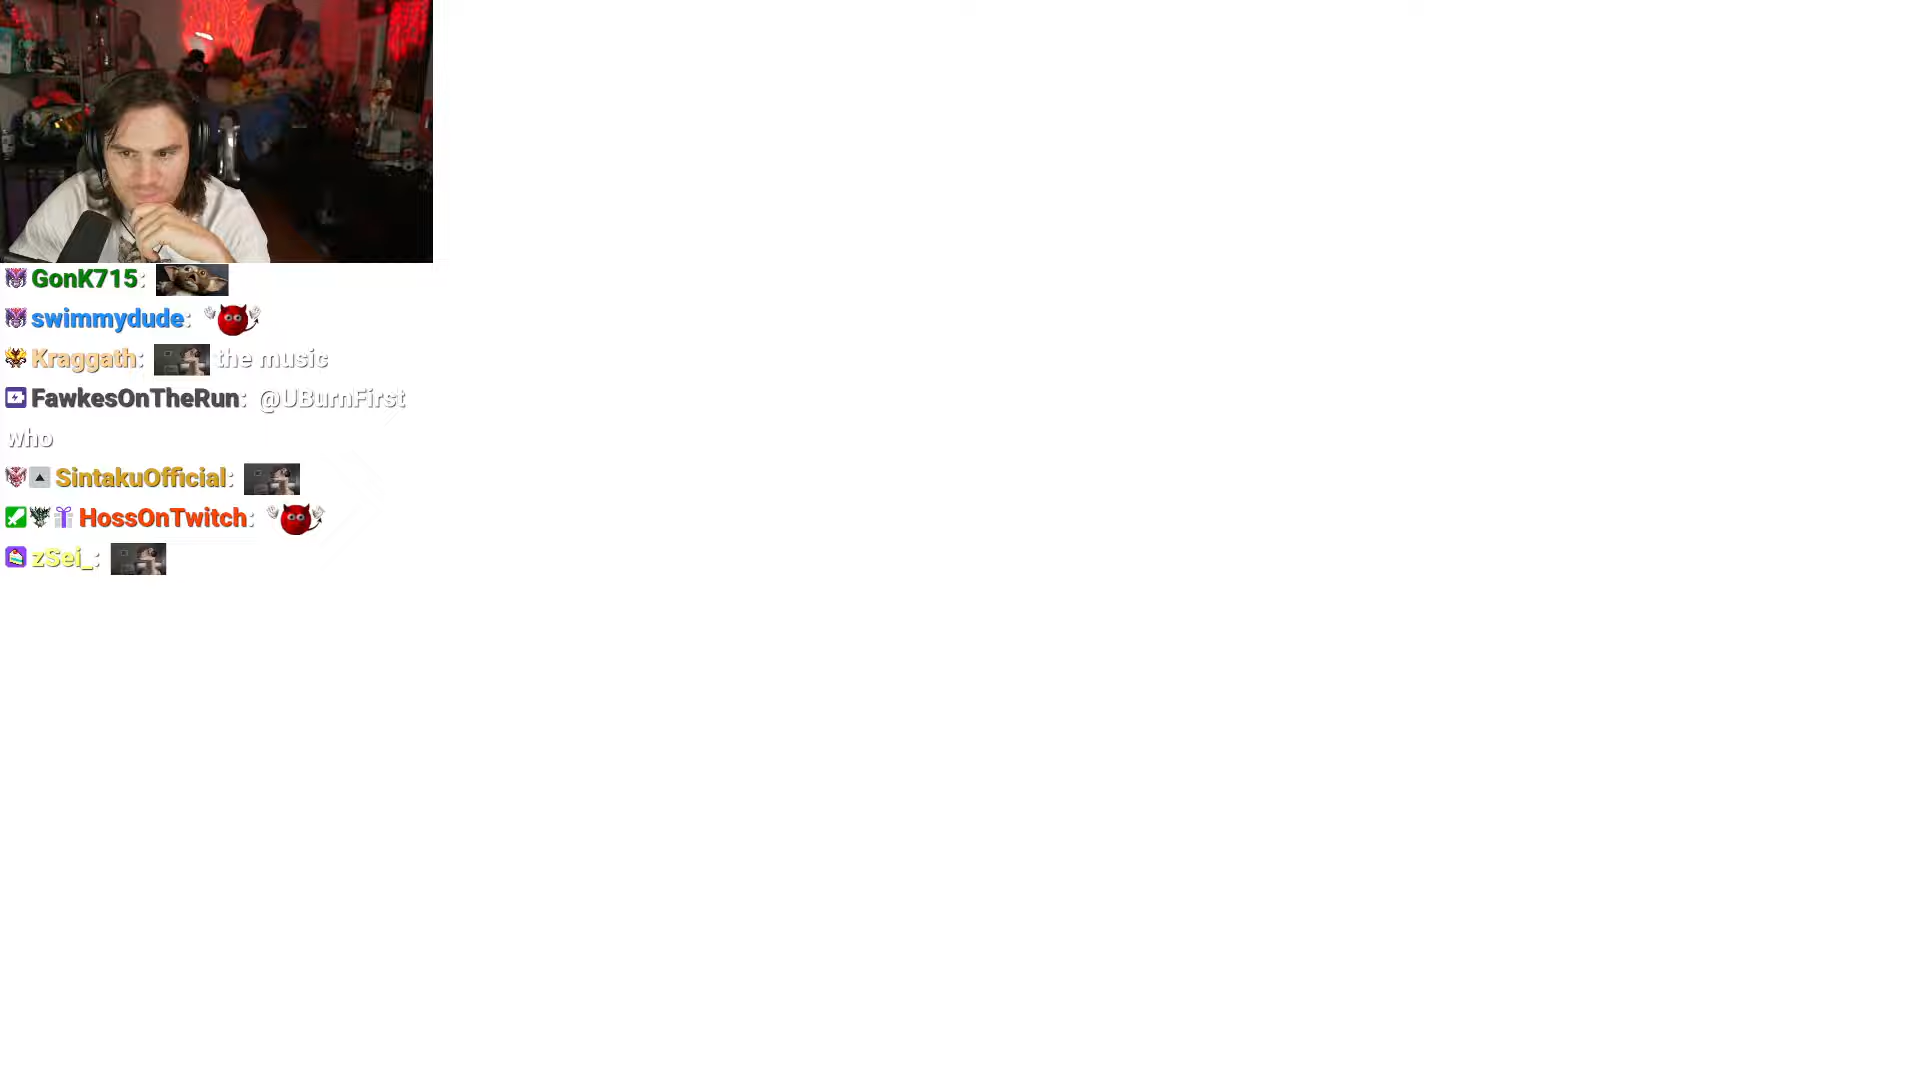 GonK715:
swimmydude:
Kraggath: the music
FawkesOnTheRun: @UBurnFirst
who
SintakuOfficial:
HossOnTwitch:
zSei_: